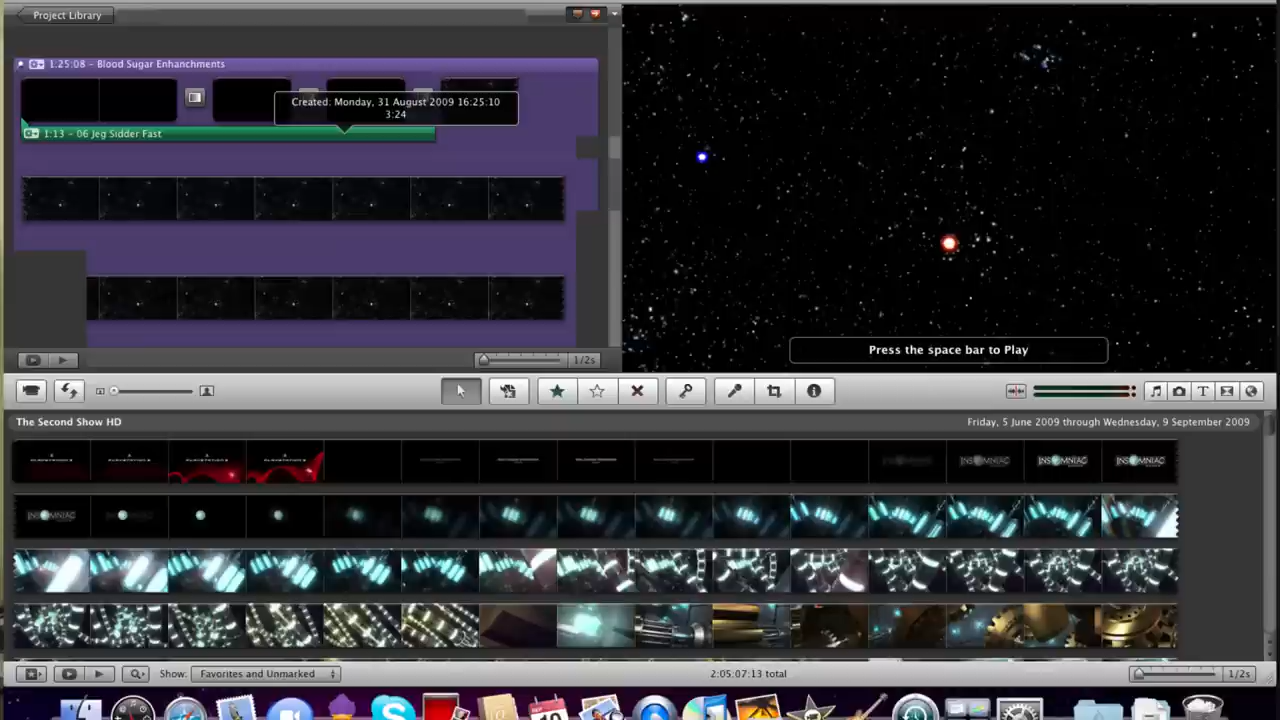 Project Library
1:25:08 - Blood Sugar Enhanchments
Created: Monday, 31 August 2009 16:25:10
3:24
1:13 - 06 Jeg Sidder Fast
Press the space bar to Play
1/2s
The Second Show HD
Friday, 5 June 2009 through Wednesday, 9 September 2009
INSOMNIAC
INSOMNIAC
INSOMNIAC
INSOMNIAC
Show: Favorites and Unmarked
2:05:07:13 total
1/2s